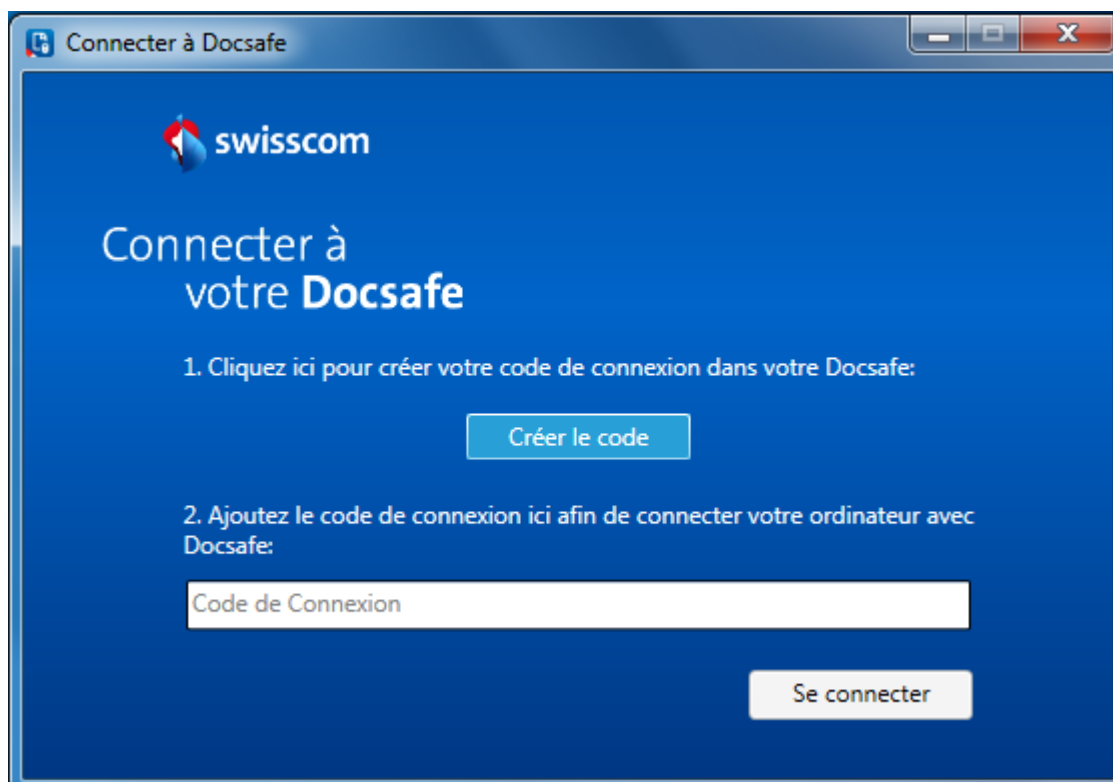 Connecter à Docsafe
swisscom
Connecter à
votre Docsafe
1. Cliquez ici pour créer votre code de connexion dans votre Docsafe:
Créer le code
2. Ajoutez le code de connexion ici afin de connecter votre ordinateur avec
Docsafe:
Code de Connexion
Se connecter